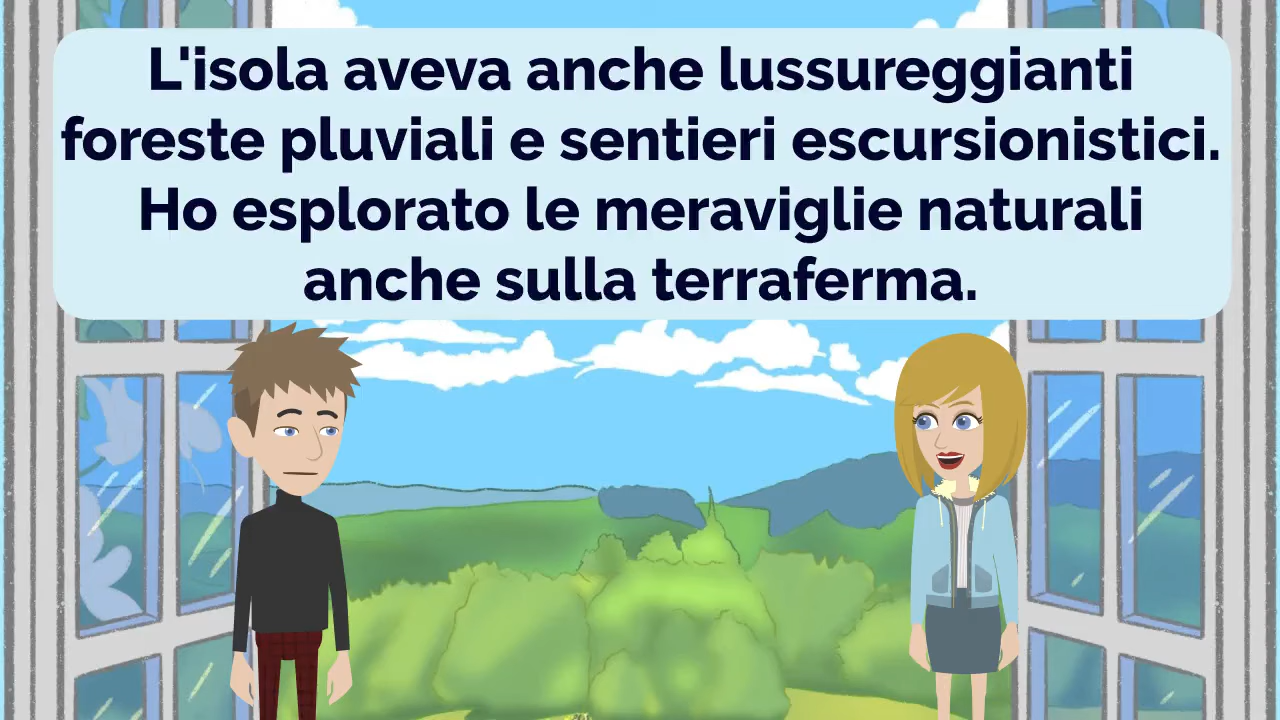 L'isola aveva anche lussureggianti
foreste pluviali e sentieri escursionistici.
Ho esplorato le meraviglie naturali
anche sulla terraferma.